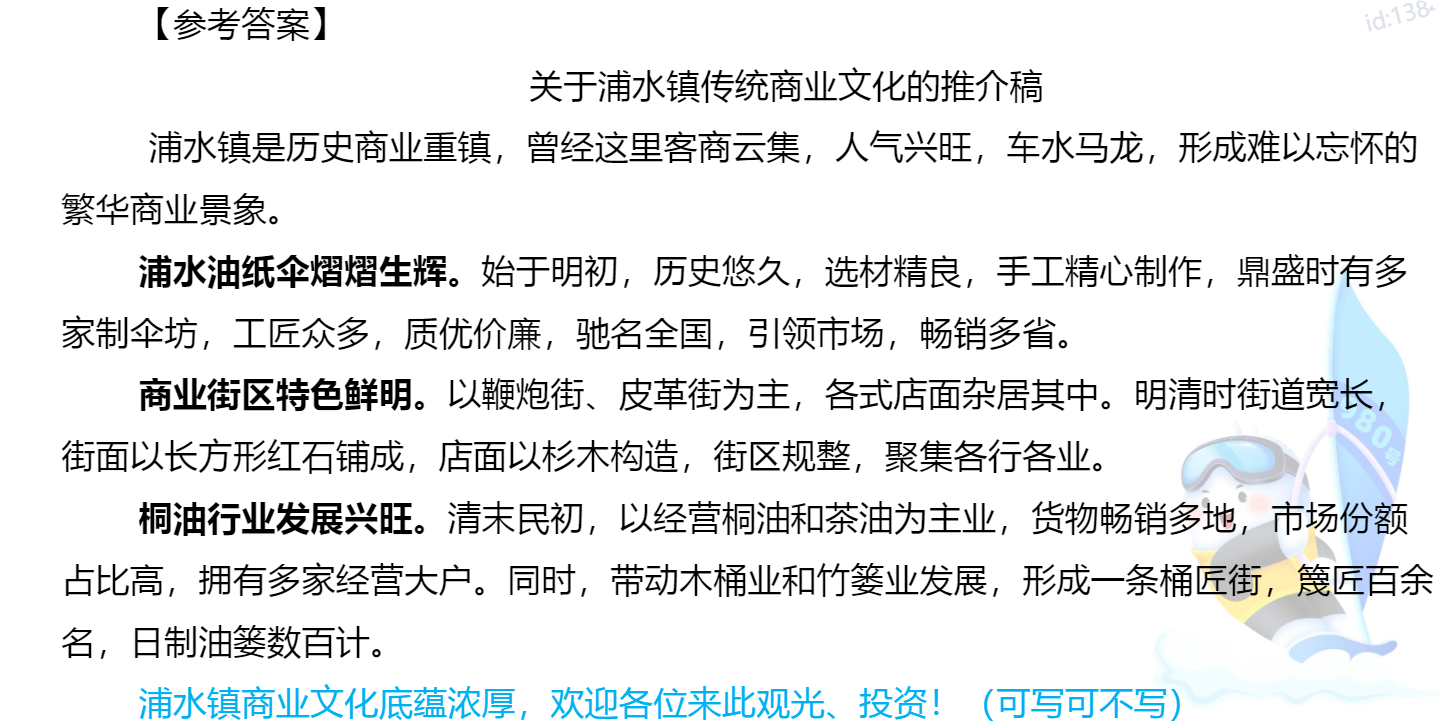 【参考答案】
id:138
关于浦水镇传统商业文化的推介稿
浦水镇是历史商业重镇，曾经这里客商云集，人气兴旺，车水马龙，形成难以忘怀的
繁华商业景象。
浦水油纸伞熠熠生辉。始于明初，历史悠久，选材精良，手工精心制作，鼎盛时有多
家制伞坊，工匠众多，质优价廉，驰名全国，引领市场，畅销多省。
商业街区特色鲜明。以鞭炮街、皮革街为主，各式店面杂居其中。明清时街道宽长，
街面以长方形红石铺成，店面以杉木构造，街区规整，聚集各行各业。
980号
桐油行业发展兴旺。清末民初，以经营桐油和茶油为主业，货物畅销多地，市场份额
占比高，拥有多家经营大户。同时，带动木桶业和竹篓业发展，形成一条桶匠街，篾匠百余
名，日制油篓数百计。
浦水镇商业文化底蕴浓厚，欢迎各位来此观光、投资！（可写可不写）